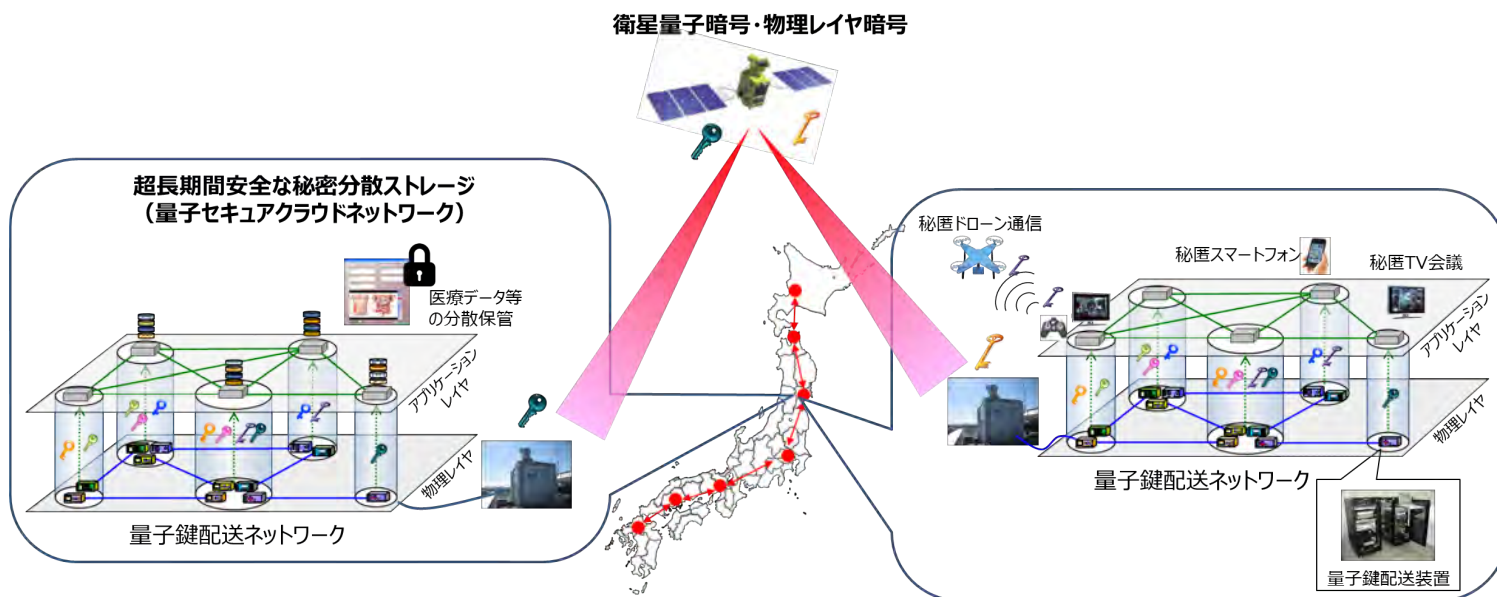 衛星量子暗号・物理レイヤ暗号
超長期間安全な秘密分散ストレージ
（量子セキュアクラウドネットワーク）
医療データ等
の分散保管
アプリケーション
レイヤ
物理レイヤ
量子鍵配送ネットワーク
秘匿ドローン通信
秘匿スマートフォン
秘匿TV会議
アプリケーション
レイヤ
物理レイヤ
量子鍵配送ネットワーク
量子鍵配送装置